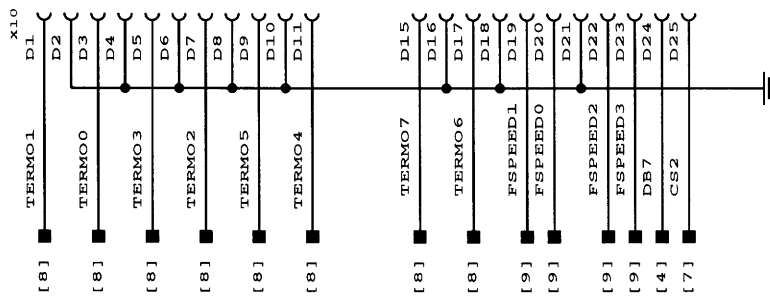 X10
D1
D2
D3
D4
D5
D6
D7
D8
D9
D10
D11
D15
D16
D17
D18
D19
D20
D21
D22
D23
D24
D25
TERMO1
TERMO0
TERMO3
TERMO2
TERMO5
TERMO4
TERMO7
TERMO6
FSPEED1
FSPEED0
FSPEED2
FSPEED3
DB7
CS2
[8]
[8]
[8]
[8]
[8]
[8]
[8]
[8]
[9]
[9]
[9]
[9]
[4]
[7]